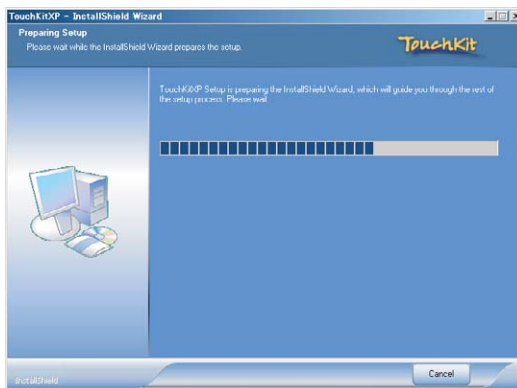 TouchKitXP - InstallShield Wizard
Preparing Setup
Please wait while the InstallShield Wizard prepares the setup.
TouchKit
TouchKitXP Setup is preparing the InstallShield Wizard, which will guide you through the rest of
the setup process. Please wait.
InstallShield
Cancel